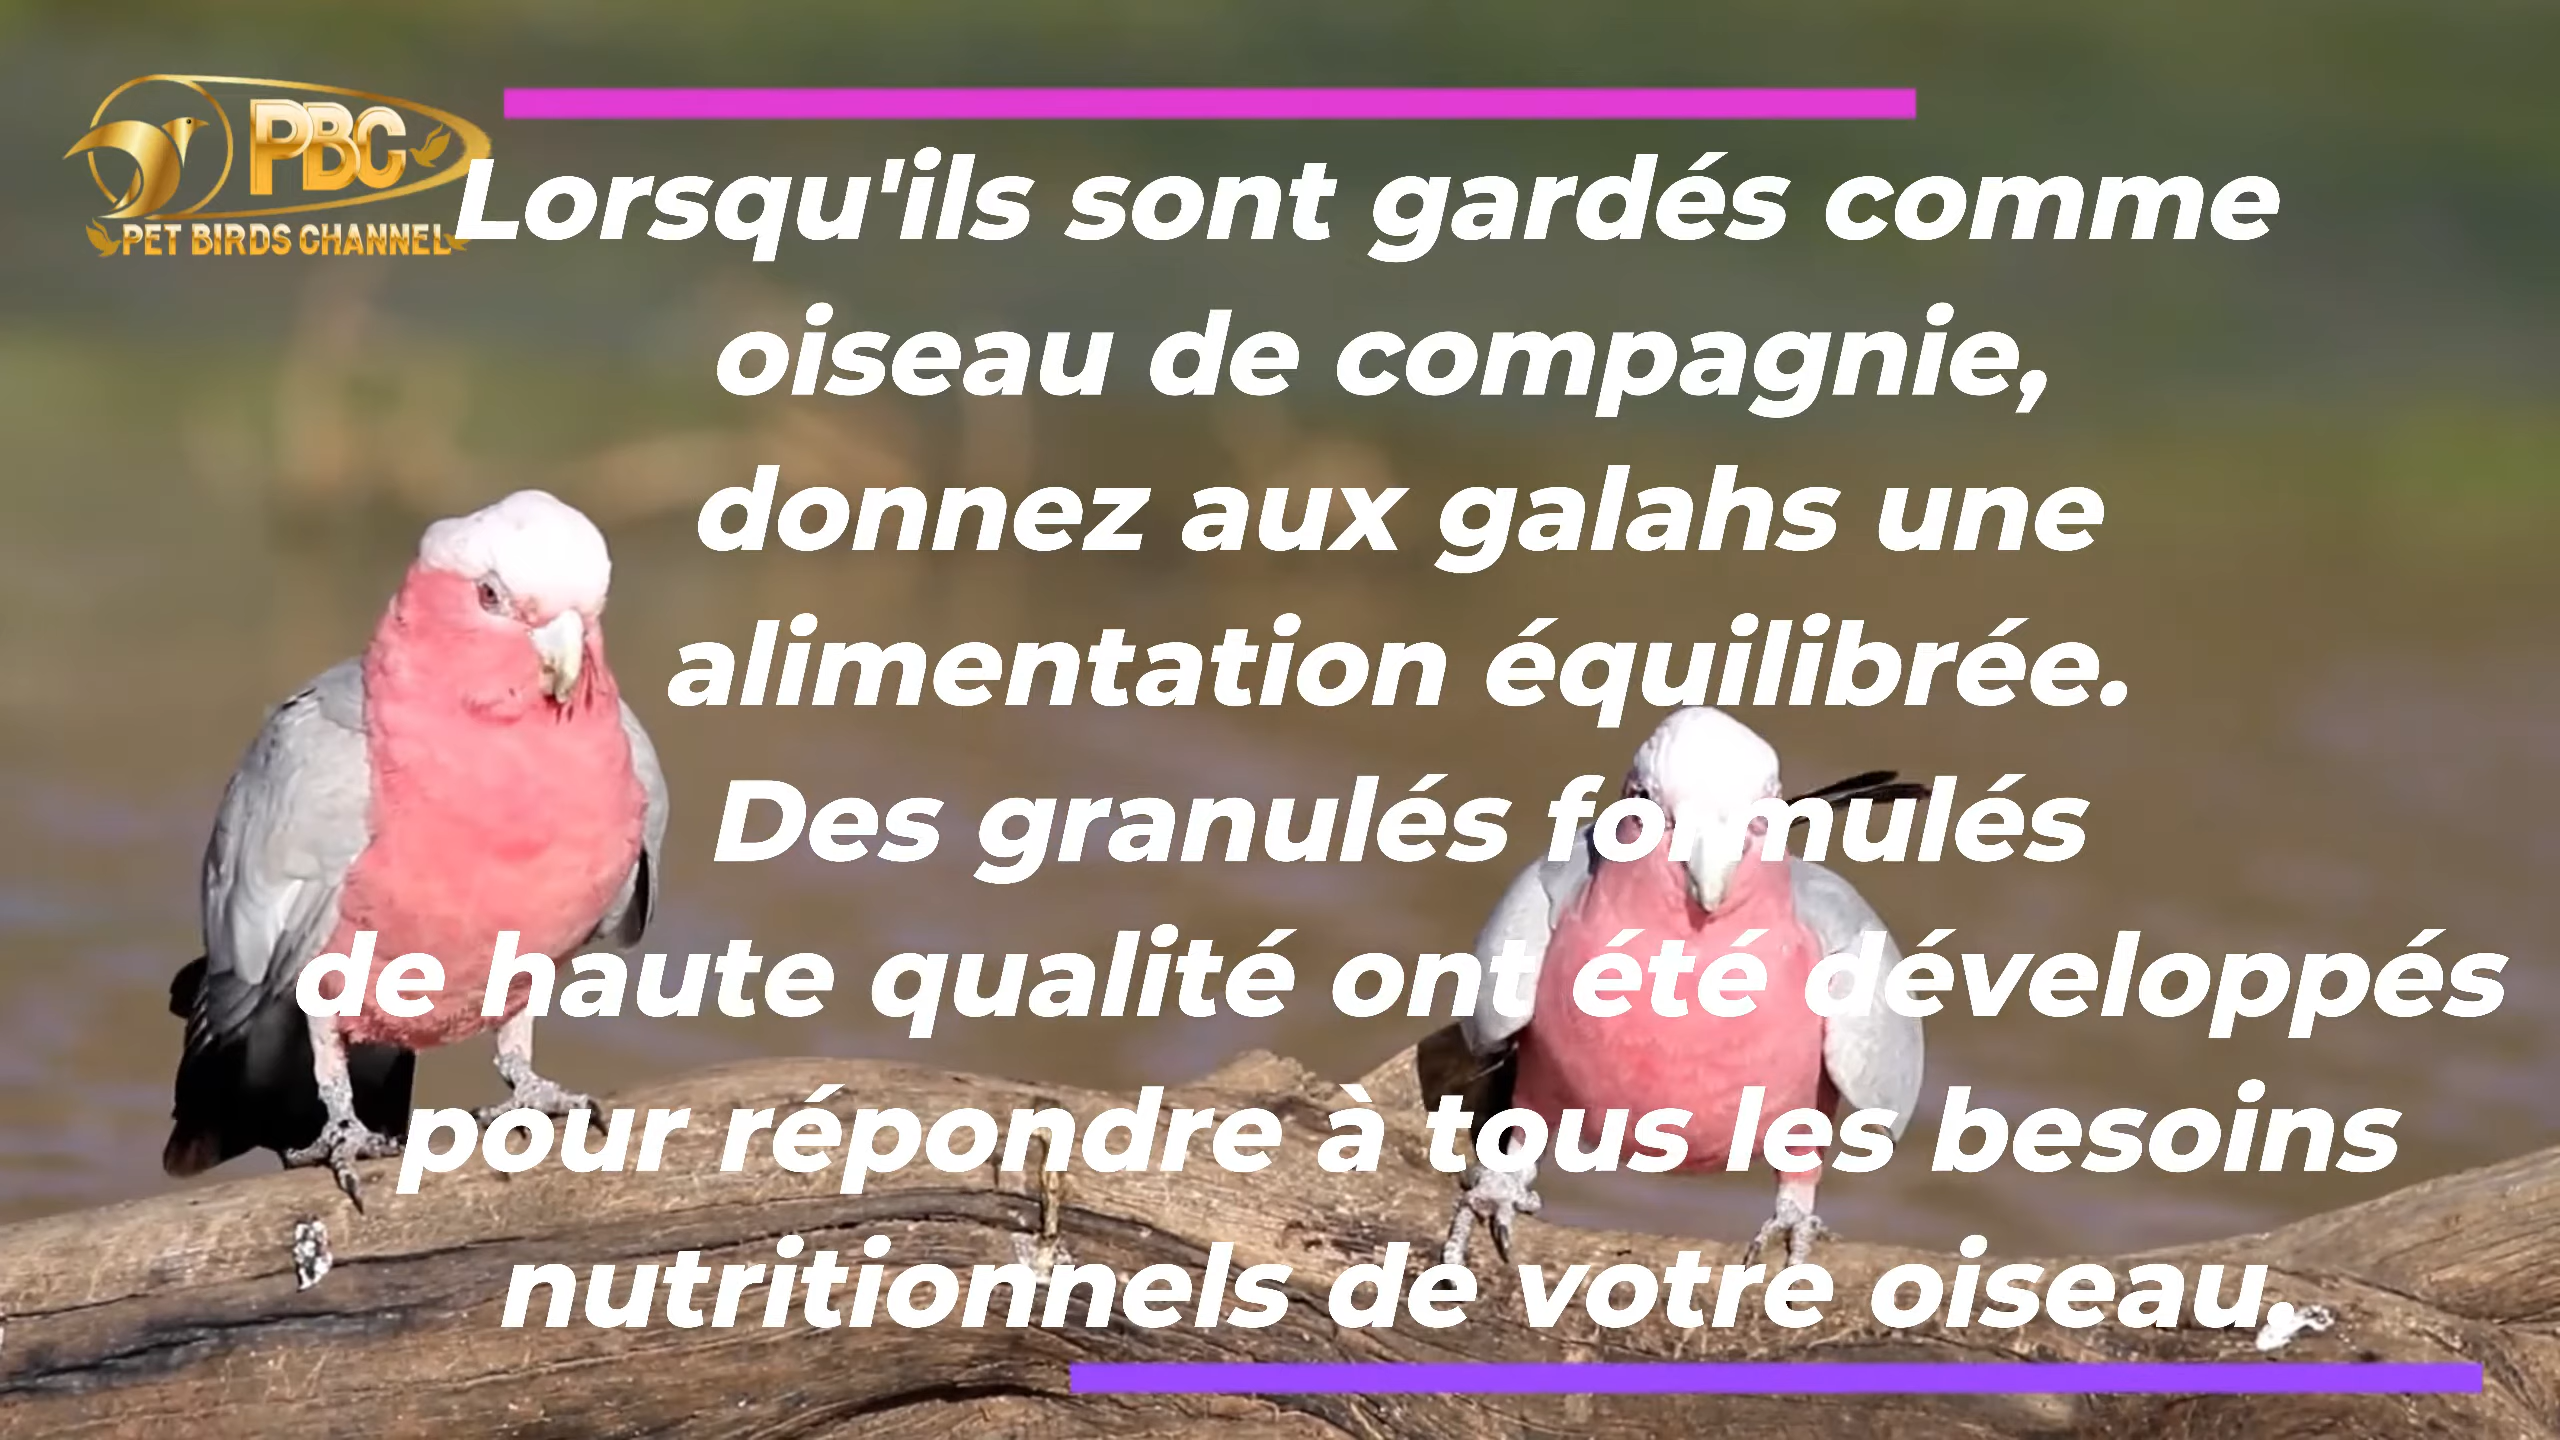 PBC
PET BIRDS CHANNEL
Lorsqu'ils sont gardés comme
oiseau de compagnie,
donnez aux galahs une
alimentation équilibrée.
Des granulés formulés
de haute qualité ont été développés
pour répondre à tous les besoins
nutritionnels de votre oiseau.